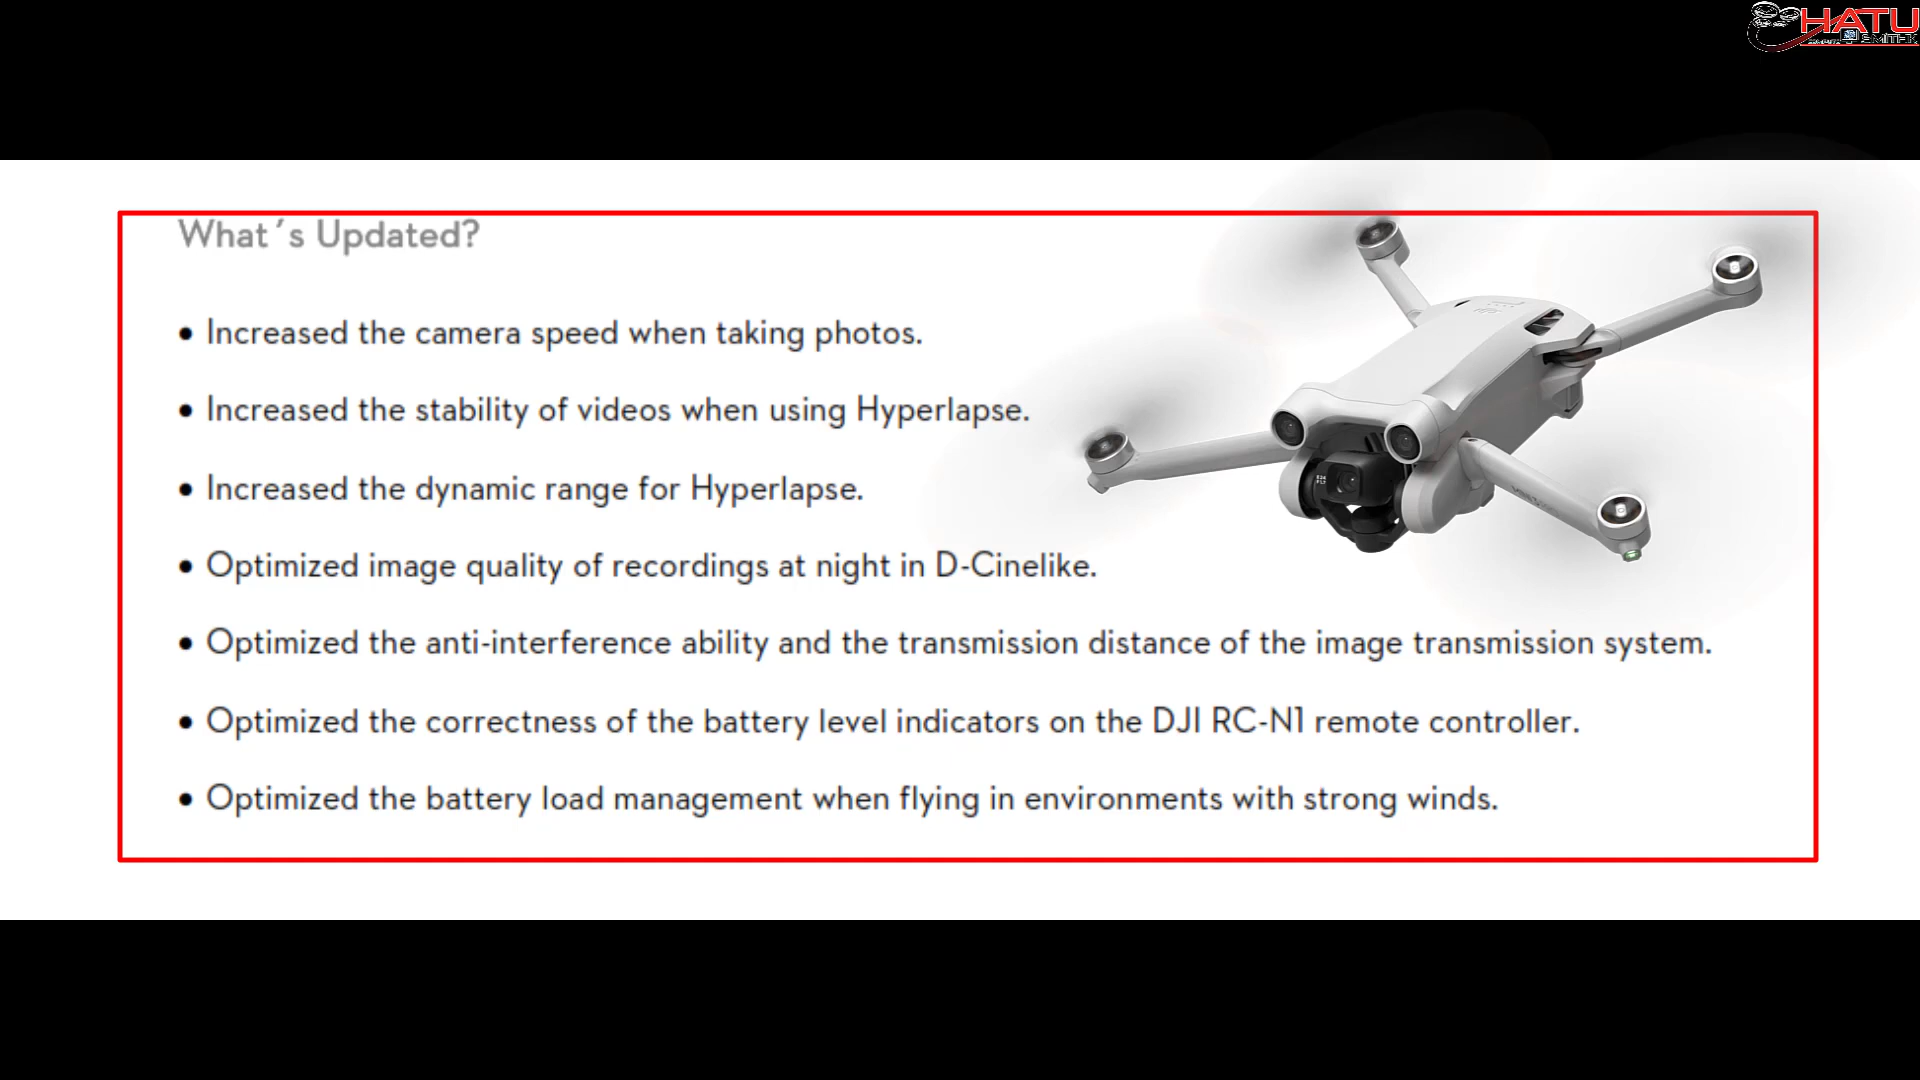 HATU
What´s Updated?
• Increased the camera speed when taking photos.
• Increased the stability of videos when using Hyperlapse.
• Increased the dynamic range for Hyperlapse.
• Optimized image quality of recordings at night in D-Cinelike.
• Optimized the anti-interference ability and the transmission distance of the image transmission system.
• Optimized the correctness of the battery level indicators on the DJI RC-N1 remote controller.
• Optimized the battery load management when flying in environments with strong winds.